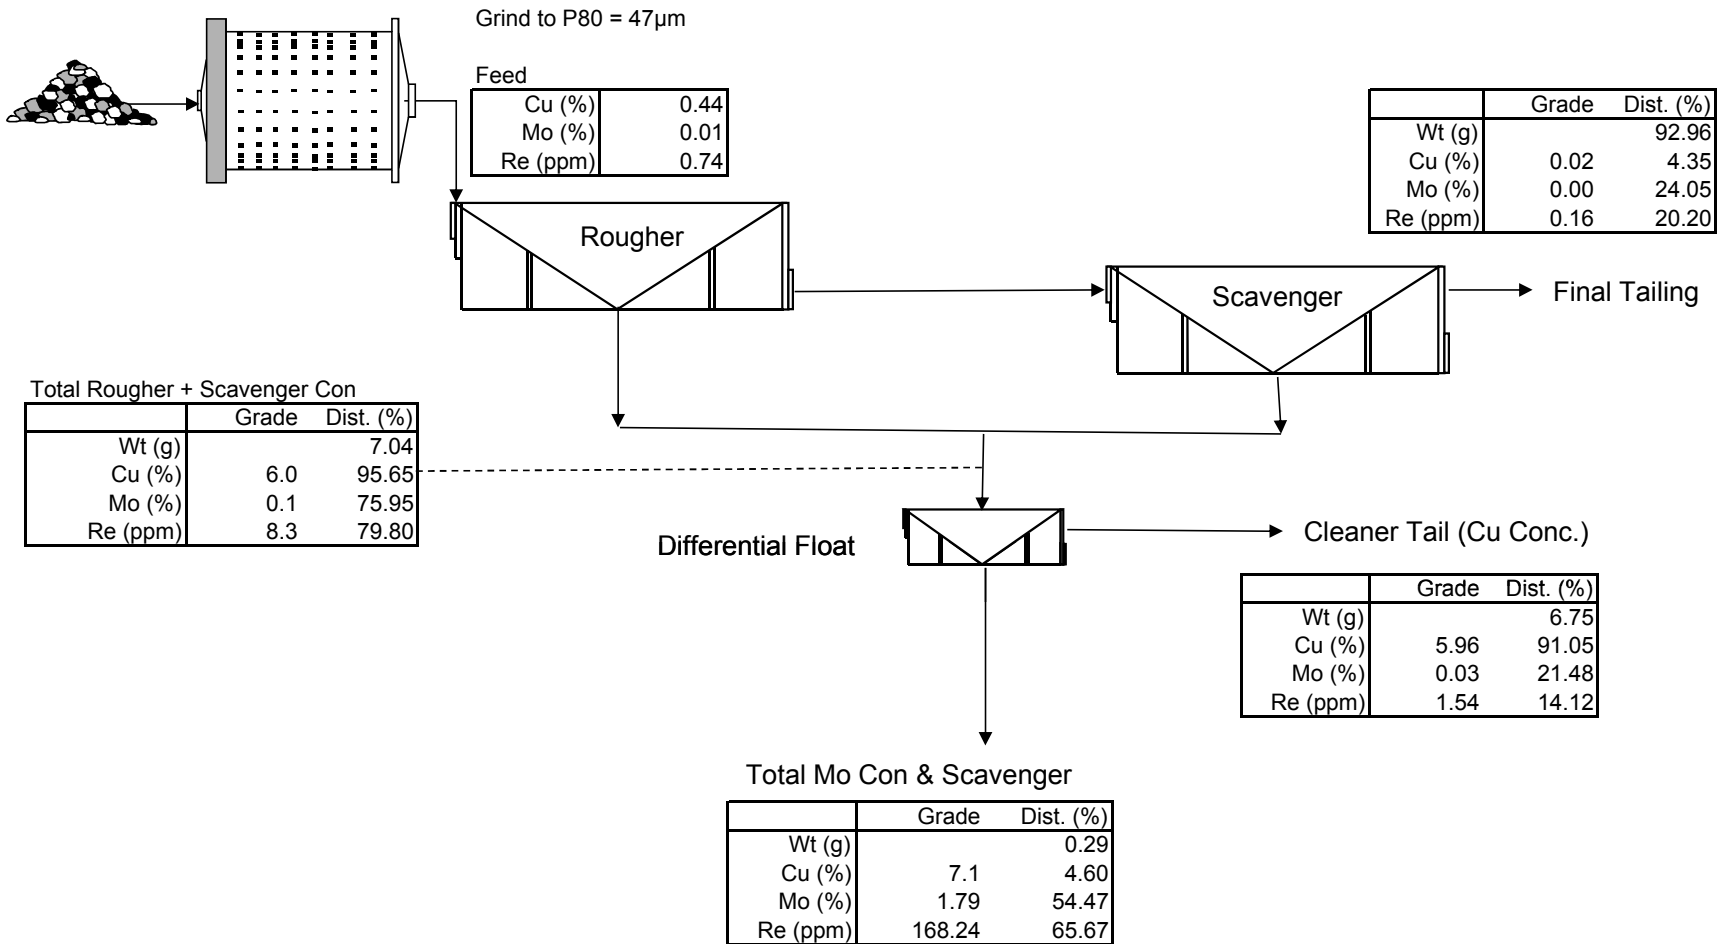 Grind to P80 = 47µm
Feed
Cu (%) 0.44
Mo (%) 0.01
Re (ppm) 0.74
Grade Dist. (%)
Wt (g) 92.96
Cu (%) 0.02 4.35
Mo (%) 0.00 24.05
Re (ppm) 0.16 20.20
Rougher
Scavenger
Final Tailing
Total Rougher + Scavenger Con
Grade Dist. (%)
Wt (g) 7.04
Cu (%) 6.0 95.65
Mo (%) 0.1 75.95
Re (ppm) 8.3 79.80
Differential Float
Cleaner Tail (Cu Conc.)
Grade Dist. (%)
Wt (g) 6.75
Cu (%) 5.96 91.05
Mo (%) 0.03 21.48
Re (ppm) 1.54 14.12
Total Mo Con & Scavenger
Grade Dist. (%)
Wt (g) 0.29
Cu (%) 7.1 4.60
Mo (%) 1.79 54.47
Re (ppm) 168.24 65.67